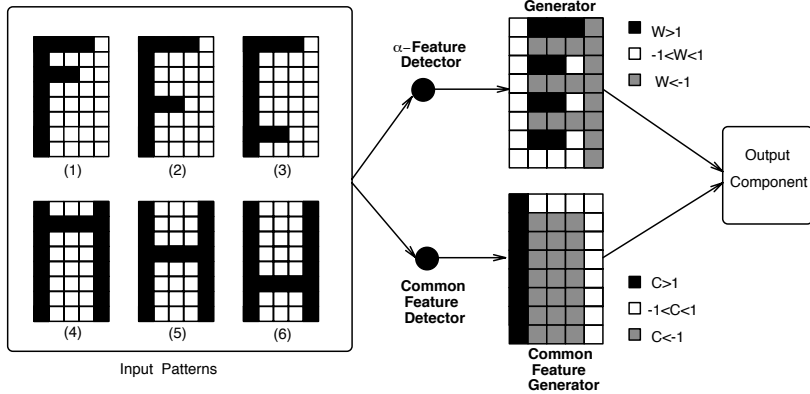 Generator
α–Feature
Detector
W>1
-1<W<1
W<-1
(1)
(2)
(3)
Output
Component
(4)
(5)
(6)
Common
Feature
Detector
C>1
-1<C<1
C<-1
Common
Feature
Generator
Input Patterns